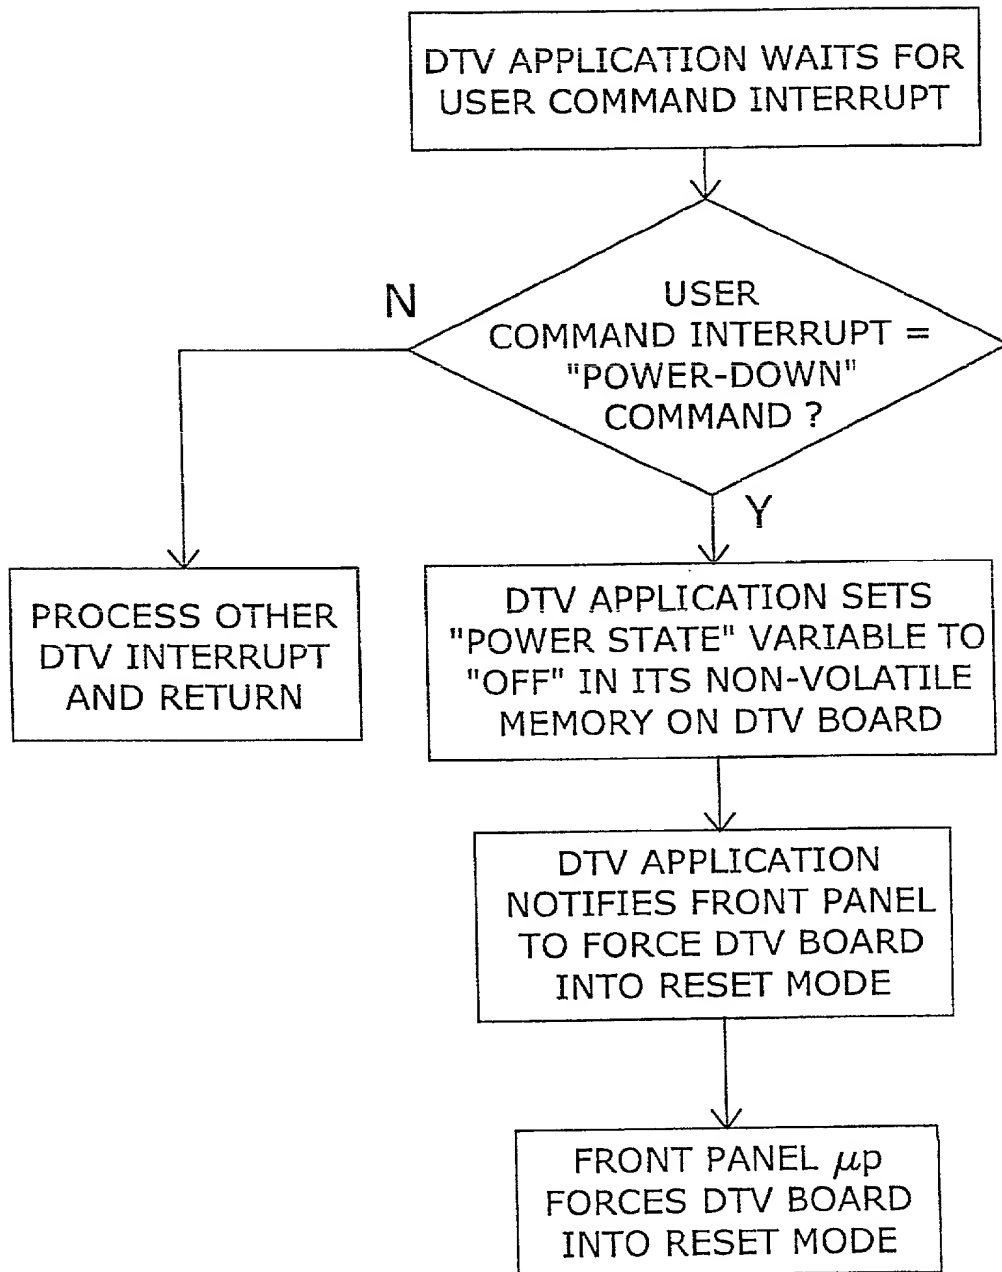 DTV APPLICATION WAITS FOR
USER COMMAND INTERRUPT
N
USER
COMMAND INTERRUPT =
"POWER-DOWN"
COMMAND ?
Y
PROCESS OTHER
DTV INTERRUPT
AND RETURN
DTV APPLICATION SETS
"POWER STATE" VARIABLE TO
"OFF" IN ITS NON-VOLATILE
MEMORY ON DTV BOARD
DTV APPLICATION
NOTIFIES FRONT PANEL
TO FORCE DTV BOARD
INTO RESET MODE
FRONT PANEL μp
FORCES DTV BOARD
INTO RESET MODE